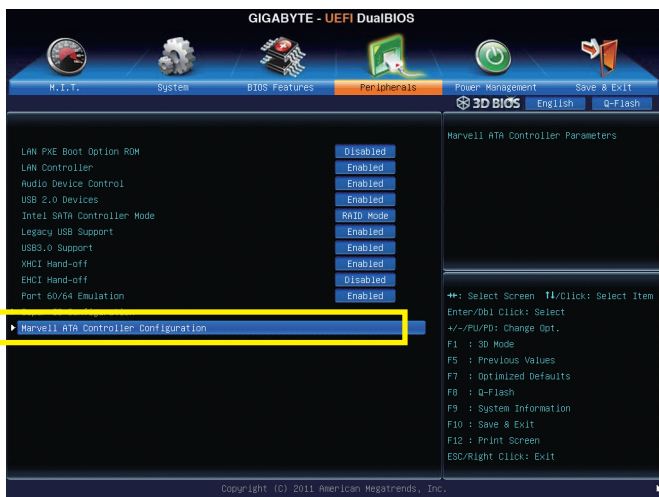 GIGABYTE - UEFI DualBIOS
M.I.T. System BIOS Features Peripherals Power Management Save & Exit
3D BIOS English Q-Flash
Marvell ATA Controller Parameters
LAN PXE Boot Option ROM Disabled
LAN Controller Enabled
Audio Device Control Enabled
USB 2.0 Devices Enabled
Intel SATA Controller Mode RAID Mode
Legacy USB Support Enabled
USB3.0 Support Enabled
XHCI Hand-off Enabled
EHCI Hand-off Disabled
Port 60/64 Emulation Enabled
Marvell ATA Controller Configuration
↔: Select Screen ↑↓/Click: Select Item
Enter/Dbl Click: Select
+/-/PU/PD: Change Opt.
F1 : 3D Mode
F5 : Previous Values
F7 : Optimized Defaults
F8 : Q-Flash
F9 : System Information
F10 : Save & Exit
F12 : Print Screen
ESC/Right Click: Exit
Copyright (C) 2011 American Megatrends, Inc.